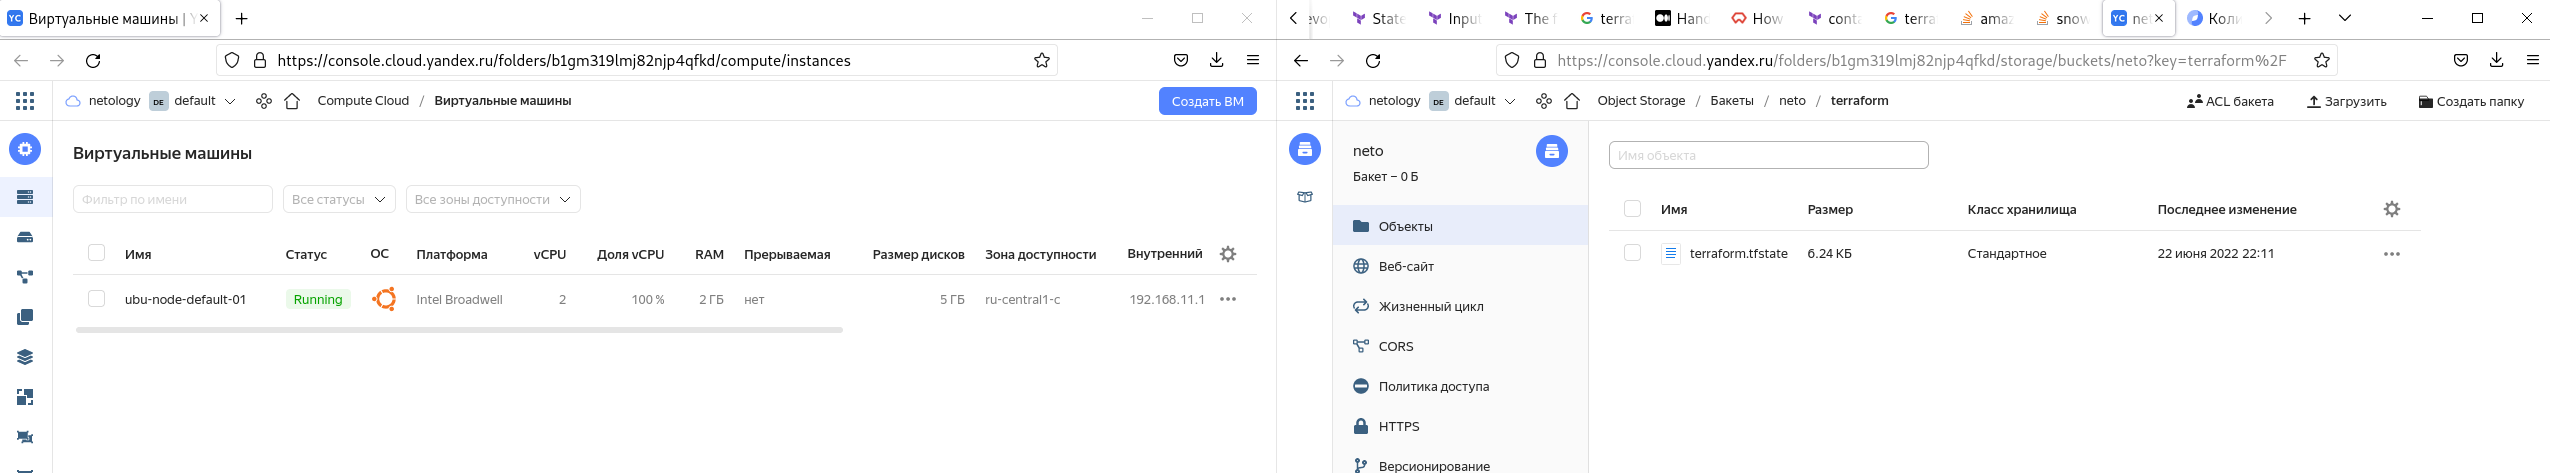 YC Виртуальные машины |
https://console.cloud.yandex.ru/folders/b1gm319lmj82njp4qfkd/compute/instances
netology DE default Compute Cloud / Виртуальные машины Создать ВМ
Виртуальные машины
Фильтр по имени Все статусы Все зоны доступности
Имя Статус ОС Платформа vCPU Доля vCPU RAM Прерываемая Размер дисков Зона доступности Внутренний
ubu-node-default-01 Running Intel Broadwell 2 100 % 2 ГБ нет 5 ГБ ru-central1-c 192.168.11.1
evo State Input The f terra Hanc How conta terra amaz snow YC net Коли
https://console.cloud.yandex.ru/folders/b1gm319lmj82njp4qfkd/storage/buckets/neto?key=terraform%2F
netology DE default Object Storage / Бакеты / neto / terraform ACL бакета Загрузить Создать папку
neto
Бакет – 0 Б
Объекты
Веб-сайт
Жизненный цикл
CORS
Политика доступа
HTTPS
Версионирование
Имя объекта
Имя Размер Класс хранилища Последнее изменение
terraform.tfstate 6.24 КБ Стандартное 22 июня 2022 22:11